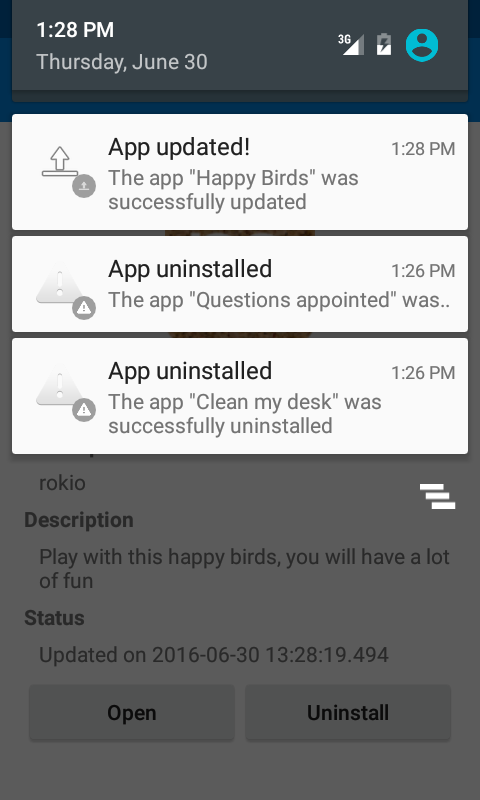 1:28 PM
Thursday, June 30
3G
App updated!
1:28 PM
The app "Happy Birds" was
successfully updated
App uninstalled
1:26 PM
The app "Questions appointed" was..
App uninstalled
1:26 PM
The app "Clean my desk" was
successfully uninstalled
rokio
Description
Play with this happy birds, you will have a lot
of fun
Status
Updated on 2016-06-30 13:28:19.494
Open
Uninstall